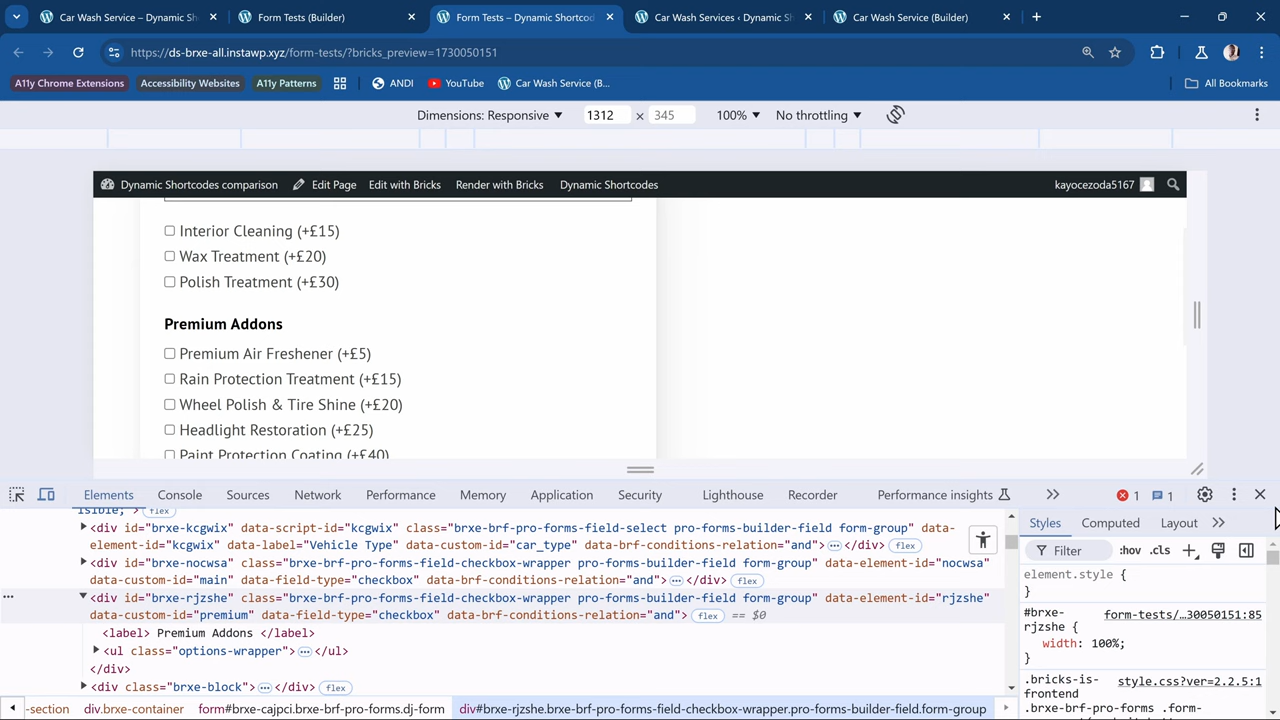 Car Wash Service – Dynamic Sh
Form Tests (Builder)
Form Tests – Dynamic Shortcod
Car Wash Services ‹ Dynamic Sh
Car Wash Service (Builder)
https://ds-brxe-all.instawp.xyz/form-tests/?bricks_preview=1730050151
A11y Chrome Extensions
Accessibility Websites
A11y Patterns
ANDI
YouTube
Car Wash Service (B...
All Bookmarks
Dimensions: Responsive
1312 × 345
100%
No throttling
Dynamic Shortcodes comparison
Edit Page
Edit with Bricks
Render with Bricks
Dynamic Shortcodes
kayocezoda5167
Interior Cleaning (+£15)
Wax Treatment (+£20)
Polish Treatment (+£30)
Premium Addons
Premium Air Freshener (+£5)
Rain Protection Treatment (+£15)
Wheel Polish & Tire Shine (+£20)
Headlight Restoration (+£25)
Paint Protection Coating (+£40)
Elements
Console
Sources
Network
Performance
Memory
Application
Security
Lighthouse
Recorder
Performance insights
1
1
isible; "> flex
<div id="brxe-kcgwix" data-script-id="kcgwix" class="brxe-brf-pro-forms-field-select pro-forms-builder-field form-group" data-
element-id="kcgwix" data-label="Vehicle Type" data-custom-id="car_type" data-brf-conditions-relation="and"> ⋯ </div> flex
<div id="brxe-nocwsa" class="brxe-brf-pro-forms-field-checkbox-wrapper pro-forms-builder-field form-group" data-element-id="nocwsa"
data-custom-id="main" data-field-type="checkbox" data-brf-conditions-relation="and"> ⋯ </div> flex
<div id="brxe-rjzshe" class="brxe-brf-pro-forms-field-checkbox-wrapper pro-forms-builder-field form-group" data-element-id="rjzshe"
data-custom-id="premium" data-field-type="checkbox" data-brf-conditions-relation="and"> flex == $0
<label> Premium Addons </label>
<ul class="options-wrapper"> ⋯ </ul>
</div>
<div class="brxe-block"> ⋯ </div> flex
-section
div.brxe-container
form#brxe-cajpci.brxe-brf-pro-forms.dj-form
div#brxe-rjzshe.brxe-brf-pro-forms-field-checkbox-wrapper.pro-forms-builder-field.form-group
Styles
Computed
Layout
Filter
:hov
.cls
element.style {
}
#brxe-
rjzshe {
form-tests/…30050151:85
width: 100%;
}
.bricks-is-
frontend
style.css?ver=2.2.5:1
.brxe-brf-pro-forms .form-